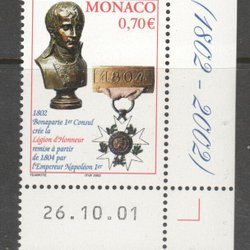 MONACO
0,70€
1804
1802
Bonaparte 1er Consul
crée la
Légion d'Honneur
remise à partir
de 1804 par
l'Empereur Napoléon 1er
(1802 - 2002)
26.10.01